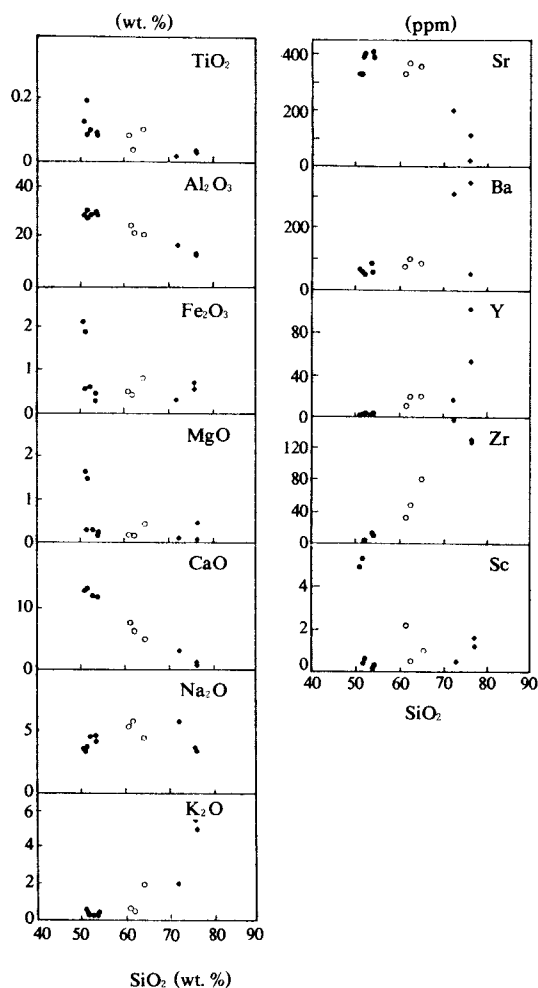 (wt. %)
TiO₂
0.2
0
Al₂O₃
40
20
0
Fe₂O₃
2
1
0
MgO
2
1
0
CaO
10
0
Na₂O
5
0
K₂O
6
4
2
0
40 50 60 70 80 90
SiO₂ (wt. %)
(ppm)
Sr
400
200
0
Ba
200
0
Y
80
40
0
Zr
120
80
40
0
Sc
4
2
0
40 50 60 70 80 90
SiO₂